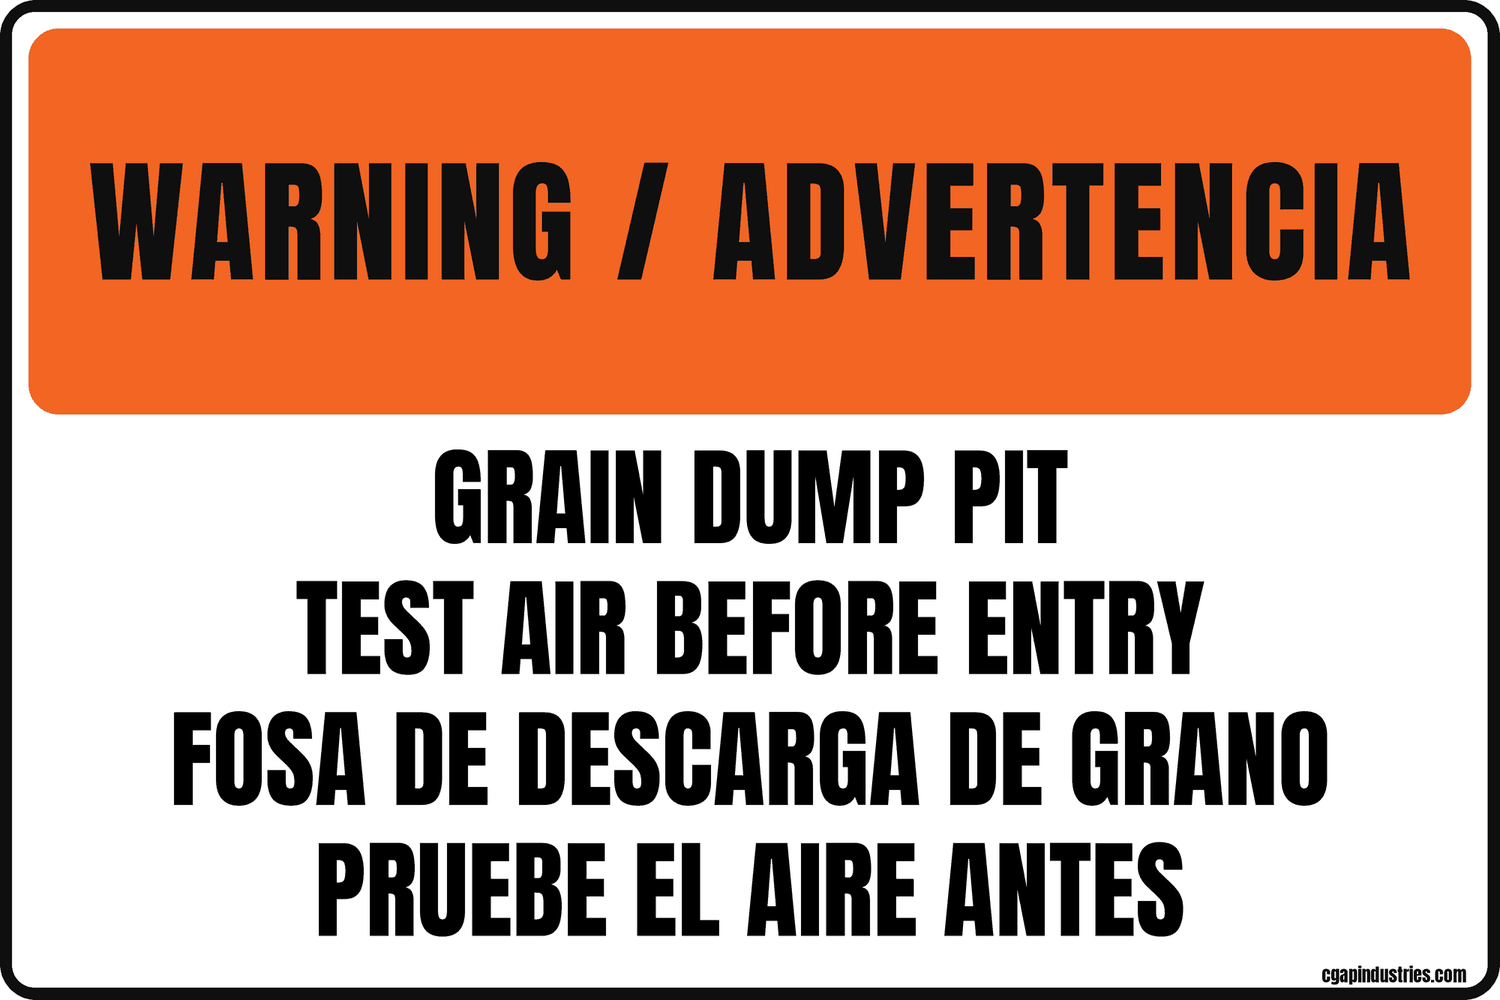 WARNING / ADVERTENCIA
GRAIN DUMP PIT
TEST AIR BEFORE ENTRY
FOSA DE DESCARGA DE GRANO
PRUEBE EL AIRE ANTES
cgapindustries.com